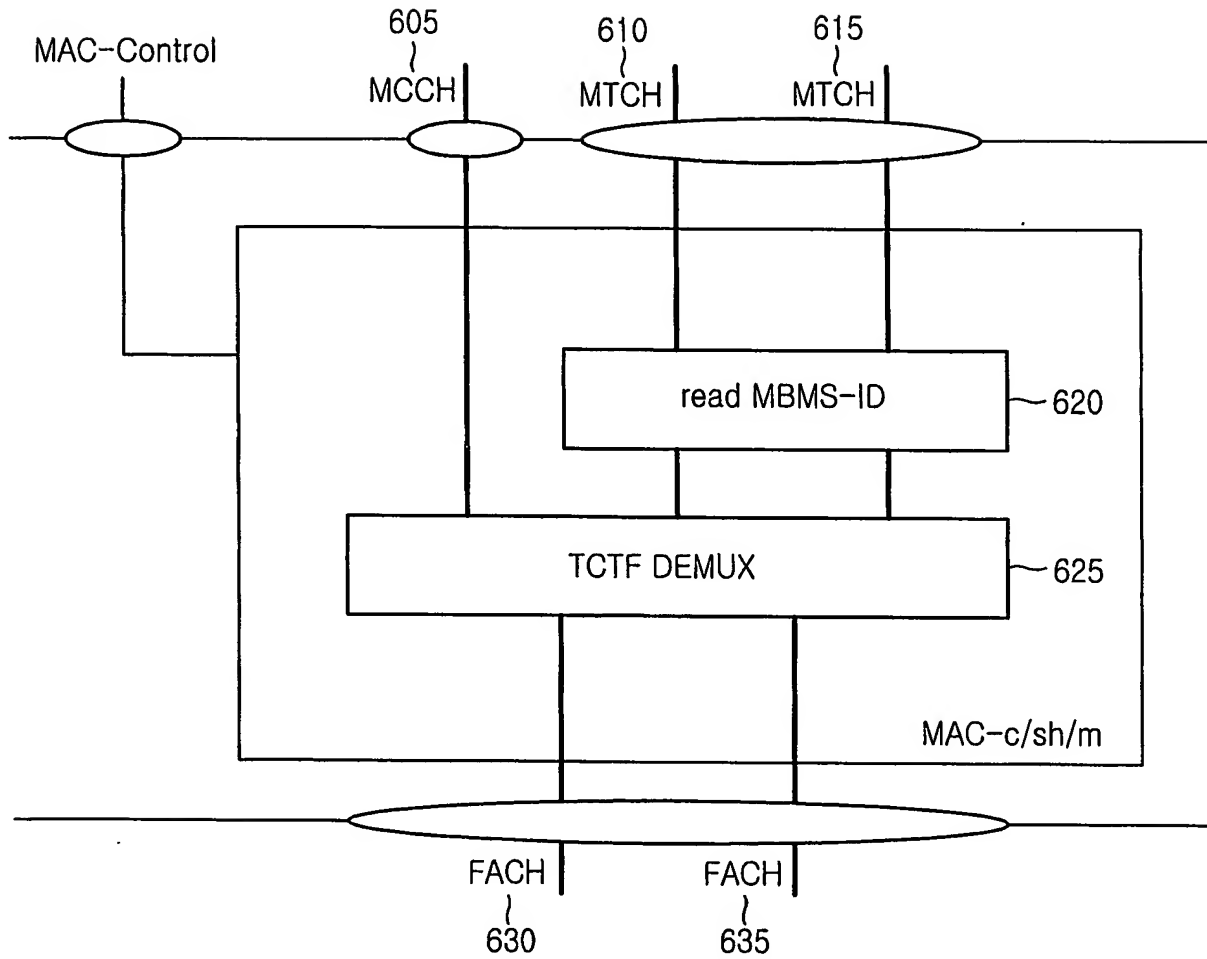 605
610
615
MAC-Control
MCCH
MTCH
MTCH
read MBMS-ID
620
TCTF DEMUX
625
MAC-c/sh/m
FACH
FACH
630
635